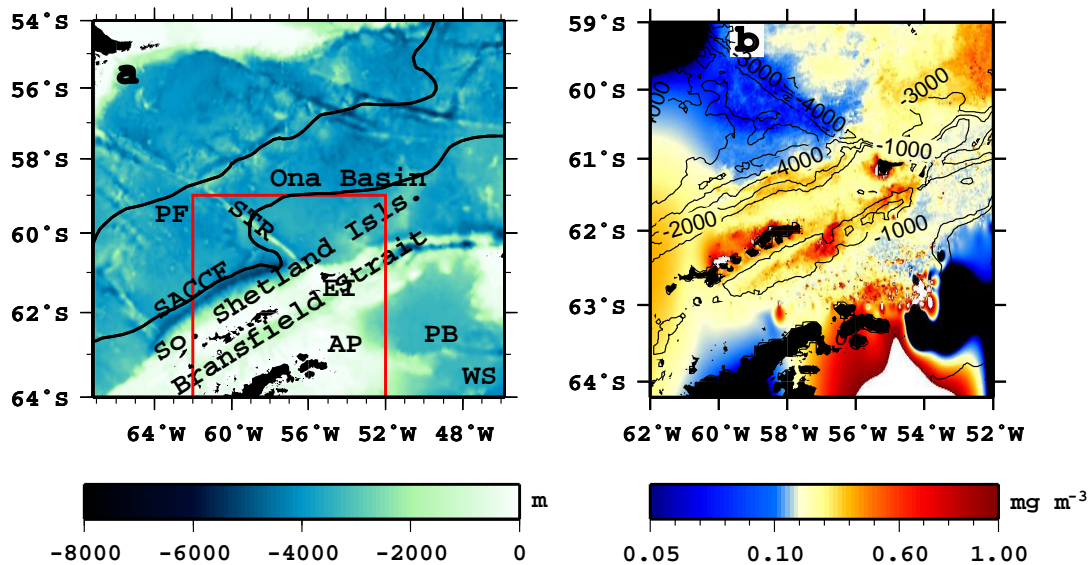 54°S
56°S
58°S
60°S
62°S
64°S
a
Ona Basin
PF
STR
SACCF
So. Shetland Isls.
Bransfield Strait
EI
AP
PB
WS
64°W 60°W 56°W 52°W 48°W
m
-8000 -6000 -4000 -2000 0
59°S
60°S
61°S
62°S
63°S
64°S
b
-3000
-4000
-3000
-1000
-4000
-2000
-1000
62°W 60°W 58°W 56°W 54°W 52°W
mg m⁻³
0.05 0.10 0.60 1.00